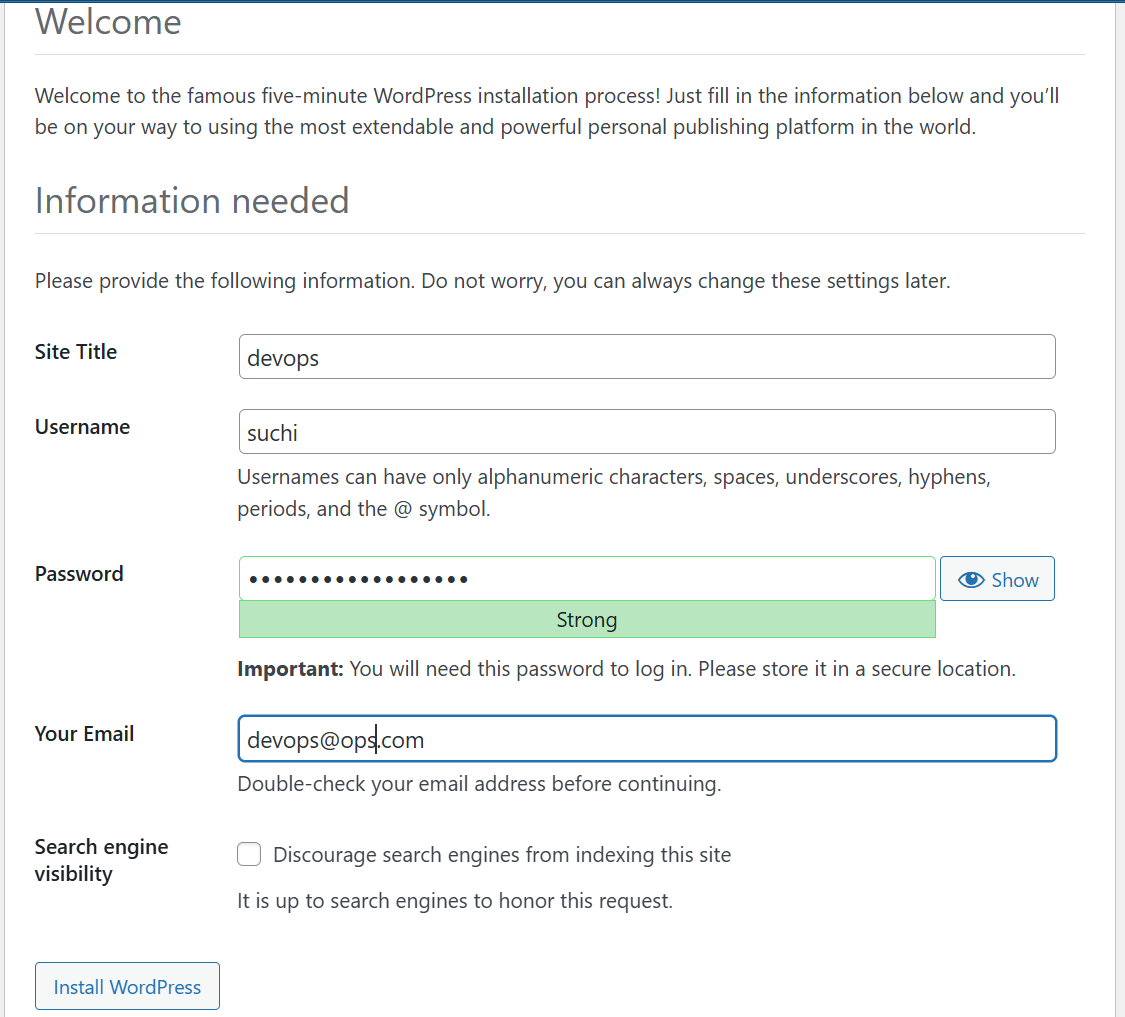 Welcome
Welcome to the famous five-minute WordPress installation process! Just fill in the information below and you’ll
be on your way to using the most extendable and powerful personal publishing platform in the world.
Information needed
Please provide the following information. Do not worry, you can always change these settings later.
Site Title
devops
Username
suchi
Usernames can have only alphanumeric characters, spaces, underscores, hyphens,
periods, and the @ symbol.
Password
••••••••••••••••••
Show
Strong
Important: You will need this password to log in. Please store it in a secure location.
Your Email
devops@ops.com
Double-check your email address before continuing.
Search engine
visibility
Discourage search engines from indexing this site
It is up to search engines to honor this request.
Install WordPress